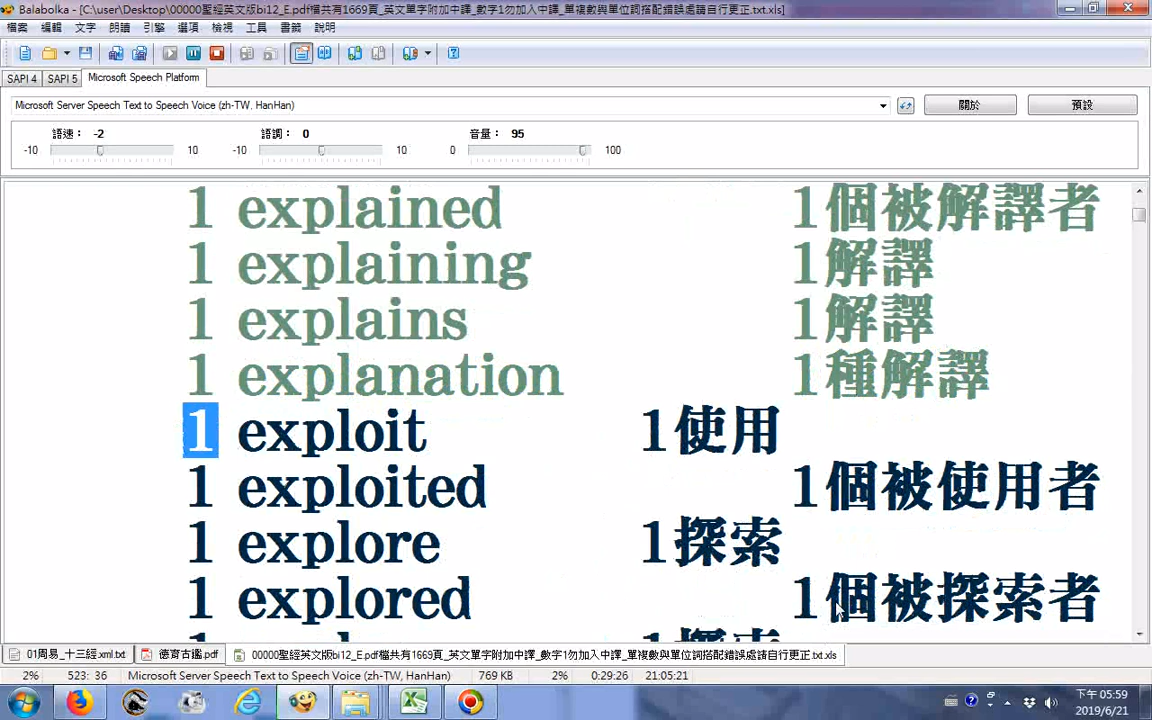 Balabolka - [C:\user\Desktop\00000聖經英文版bi12_E.pdf檔共有1669頁_英文單字附加中譯_數字1勿加入中譯_單複數與單位詞搭配錯誤處請自行更正.txt.xls]
檔案 編輯 文字 朗讀 引擎 選項 檢視 工具 書籤 說明
SAPI 4 SAPI 5 Microsoft Speech Platform
Microsoft Server Speech Text to Speech Voice (zh-TW, HanHan) 關於 預設
語速： -2 語調： 0 音量： 95
-10 10 -10 10 0 100
1 explained 1個被解譯者
1 explaining 1解譯
1 explains 1解譯
1 explanation 1種解譯
1 exploit 1使用
1 exploited 1個被使用者
1 explore 1探索
1 explored 1個被探索者
01周易_十三經.xml.txt 德育古鑑.pdf 00000聖經英文版bi12_E.pdf檔共有1669頁_英文單字附加中譯_數字1勿加入中譯_單複數與單位詞搭配錯誤處請自行更正.txt.xls
2% 523: 36 Microsoft Server Speech Text to Speech Voice (zh-TW, HanHan) 769 KB 2% 0:29:26 21:05:21
下午 05:59
2019/6/21